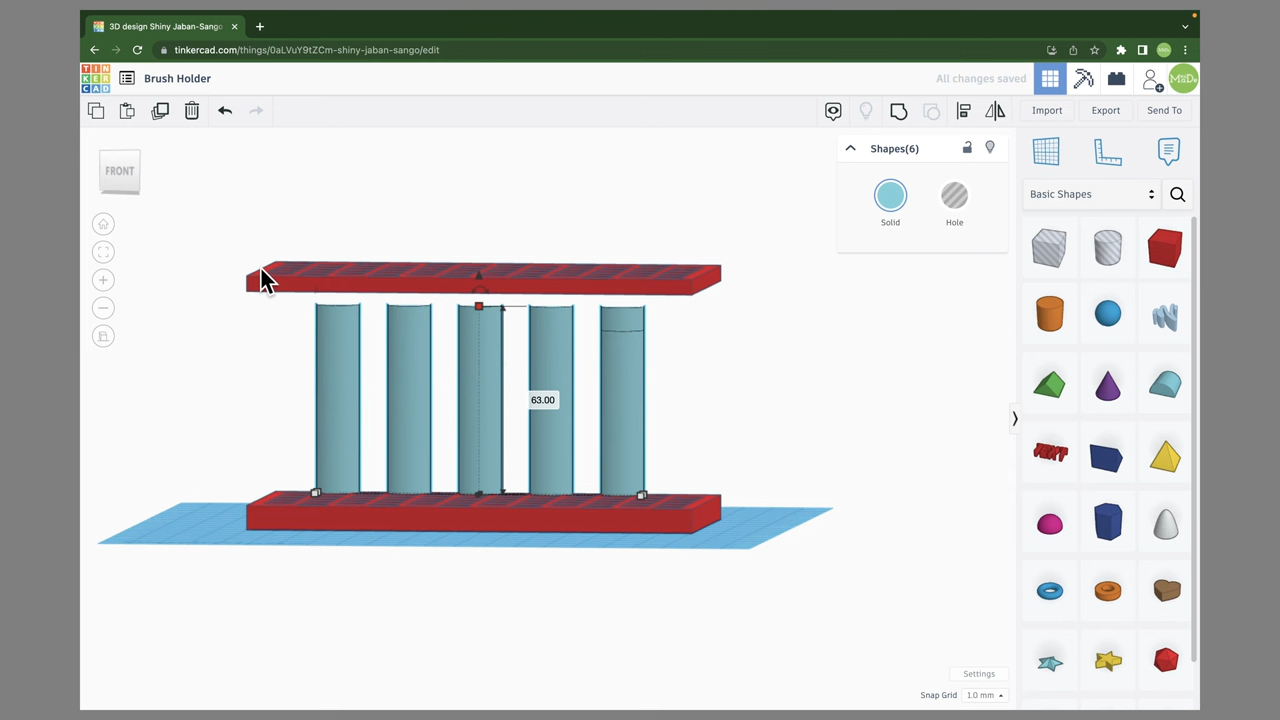 3D design Shiny Jaban-Sango
tinkercad.com/things/0aLVuY9tZCm-shiny-jaban-sango/edit
TIN
KER
CAD
Brush Holder
All changes saved
Import
Export
Send To
Shapes(6)
Solid
Hole
FRONT
Basic Shapes
63.00
TEXT
Settings
Snap Grid
1.0 mm